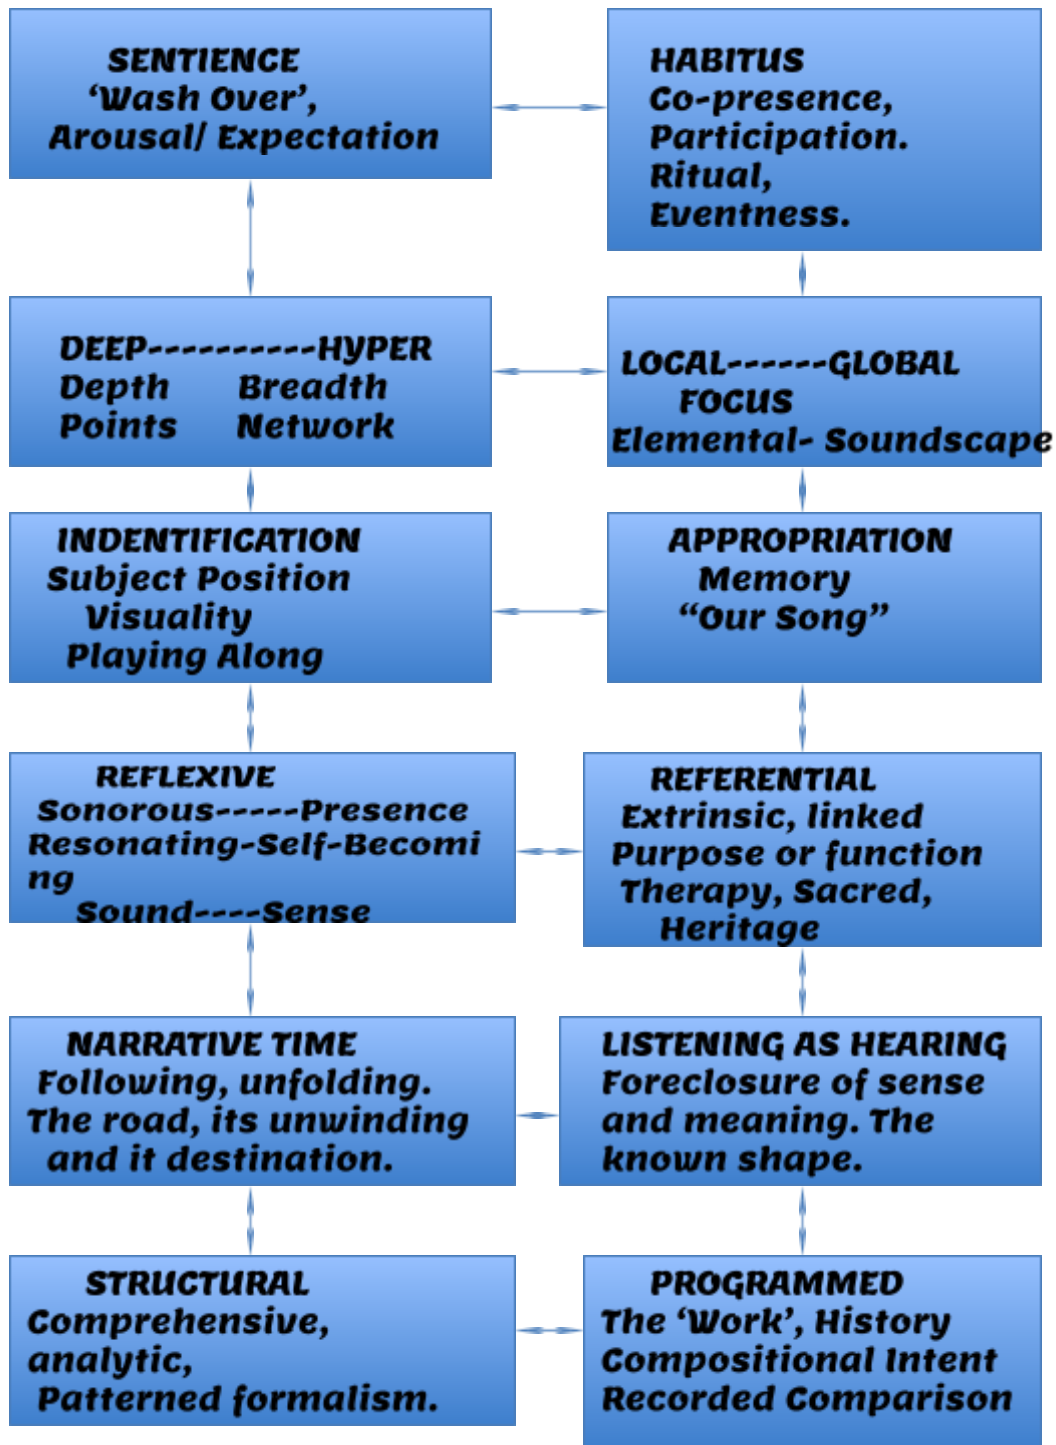 SENTIENCE
‘Wash Over’,
Arousal/ Expectation
HABITUS
Co-presence,
Participation.
Ritual,
Eventness.
DEEP----------HYPER
Depth Breadth
Points Network
LOCAL------GLOBAL
FOCUS
Elemental- Soundscape
INDENTIFICATION
Subject Position
Visuality
Playing Along
APPROPRIATION
Memory
“Our Song”
REFLEXIVE
Sonorous-----Presence
Resonating-Self-Becomi
ng
Sound----Sense
REFERENTIAL
Extrinsic, linked
Purpose or function
Therapy, Sacred,
Heritage
NARRATIVE TIME
Following, unfolding.
The road, its unwinding
and it destination.
LISTENING AS HEARING
Foreclosure of sense
and meaning. The
known shape.
STRUCTURAL
Comprehensive,
analytic,
Patterned formalism.
PROGRAMMED
The ‘Work’, History
Compositional Intent
Recorded Comparison